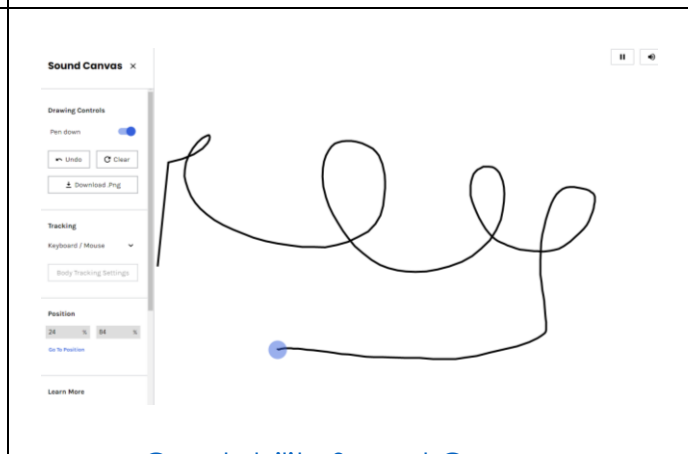 Sound Canvas ×
Drawing Controls
Pen down
Undo
Clear
Download .Png
Tracking
Keyboard / Mouse
Body Tracking Settings
Position
24 %
84 %
Go To Position
Learn More